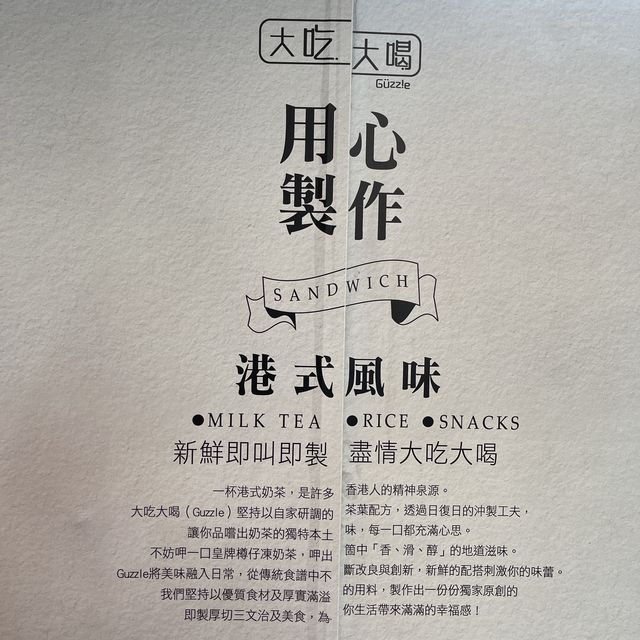 大吃大喝
Güzzle
用心
製作
SANDWICH
港式風味
●MILK TEA ●RICE ●SNACKS
新鮮即叫即製 盡情大吃大喝
一杯港式奶茶，是許多香港人的精神泉源。
大吃大喝（Guzzle）堅持以自家研調的茶葉配方，透過日復日的沖製工夫，
讓你品嚐出奶茶的獨特本土味，每一口都充滿心思。
不妨呷一口皇牌樽仔凍奶茶，呷出箇中「香、滑、醇」的地道滋味。
Guzzle將美味融入日常，從傳統食譜中不斷改良與創新，新鮮的配搭刺激你的味蕾。
我們堅持以優質食材及厚實滿溢的用料，製作出一份份獨家原創的
即製厚切三文治及美食，為你生活帶來滿滿的幸福感！